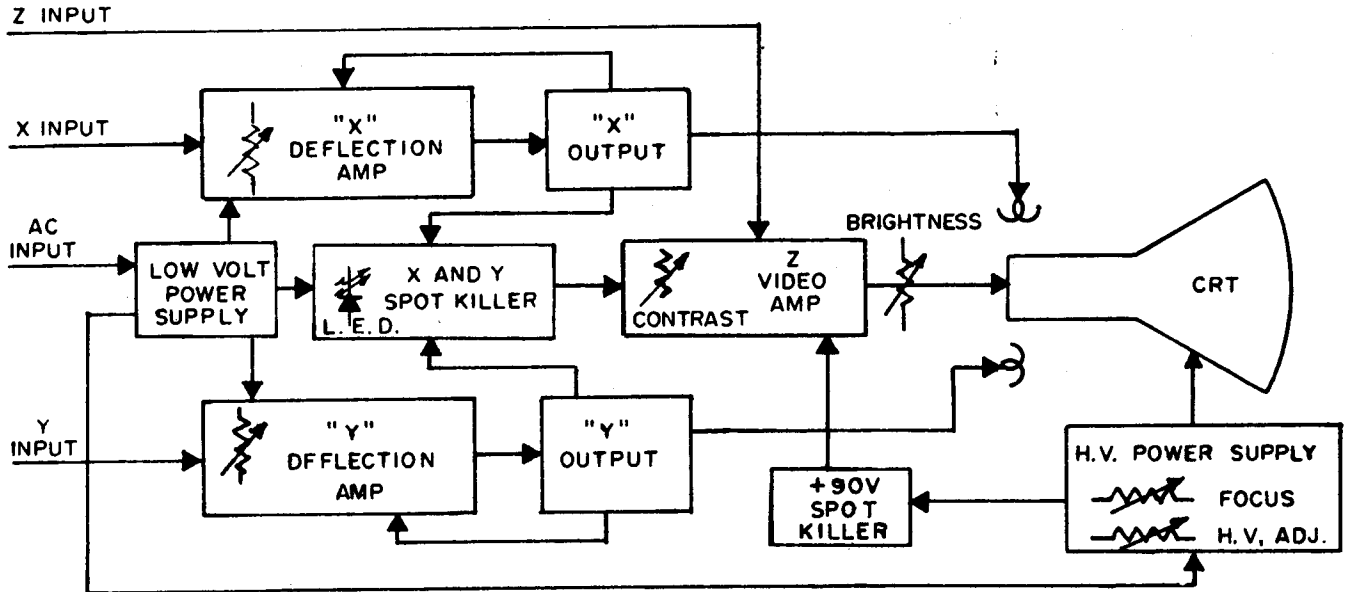 Z INPUT
X INPUT
"X"
DEFLECTION
AMP
"X"
OUTPUT
AC
INPUT
LOW VOLT
POWER
SUPPLY
X AND Y
SPOT KILLER
L. E. D.
Z
VIDEO
AMP
CONTRAST
BRIGHTNESS
CRT
Y
INPUT
"Y"
DFFLECTION
AMP
"Y"
OUTPUT
+90V
SPOT
KILLER
H.V. POWER SUPPLY
FOCUS
H.V, ADJ.